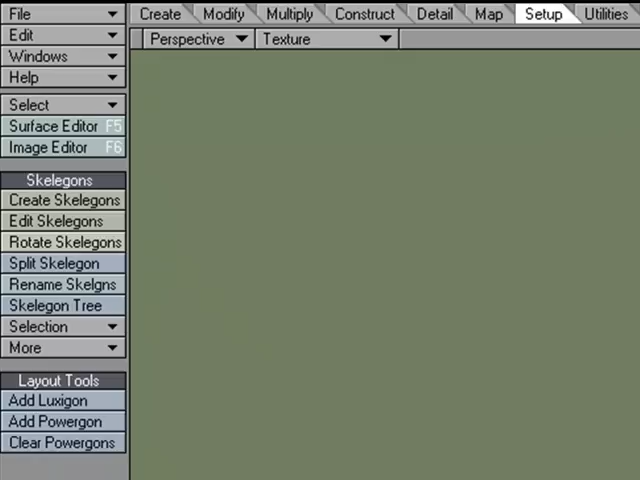 File
Edit
Windows
Help
Select
Surface Editor F5
Image Editor F6
Skelegons
Create Skelegons
Edit Skelegons
Rotate Skelegons
Split Skelegon
Rename Skelgns
Skelegon Tree
Selection
More
Layout Tools
Add Luxigon
Add Powergon
Clear Powergons
Create Modify Multiply Construct Detail Map Setup Utilities
Perspective Texture